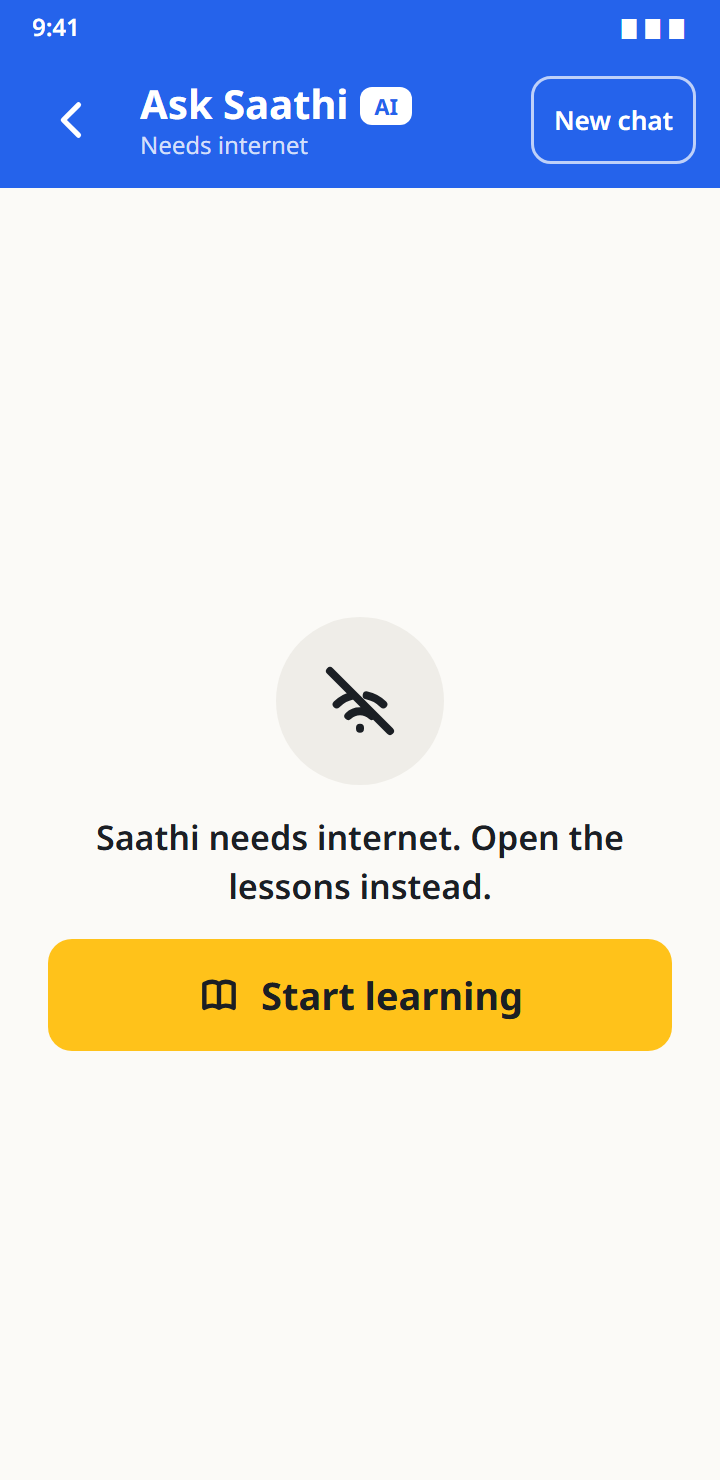 9:41
Ask Saathi AI
Needs internet
New chat
Saathi needs internet. Open the
lessons instead.
Start learning